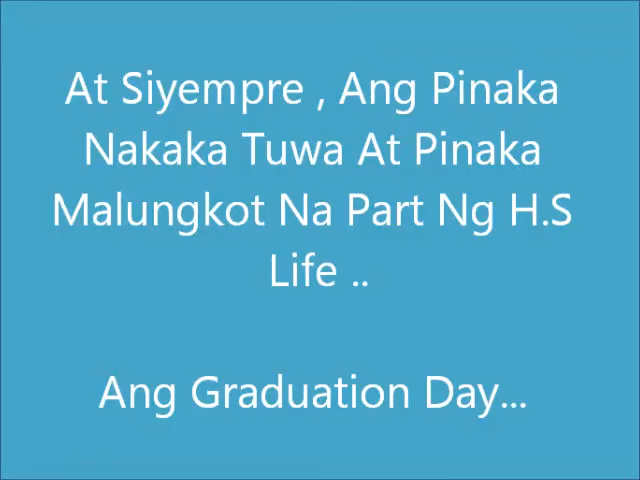 At Siyempre , Ang Pinaka
Nakaka Tuwa At Pinaka
Malungkot Na Part Ng H.S
Life ..
Ang Graduation Day...